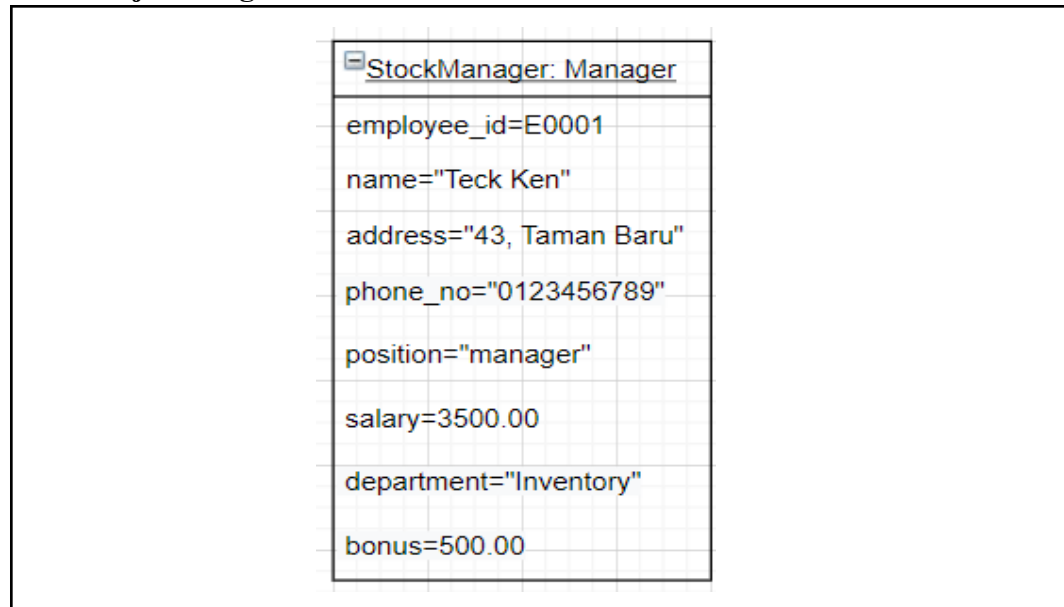 StockManager: Manager
employee_id=E0001
name="Teck Ken"
address="43, Taman Baru"
phone_no="0123456789"
position="manager"
salary=3500.00
department="Inventory"
bonus=500.00